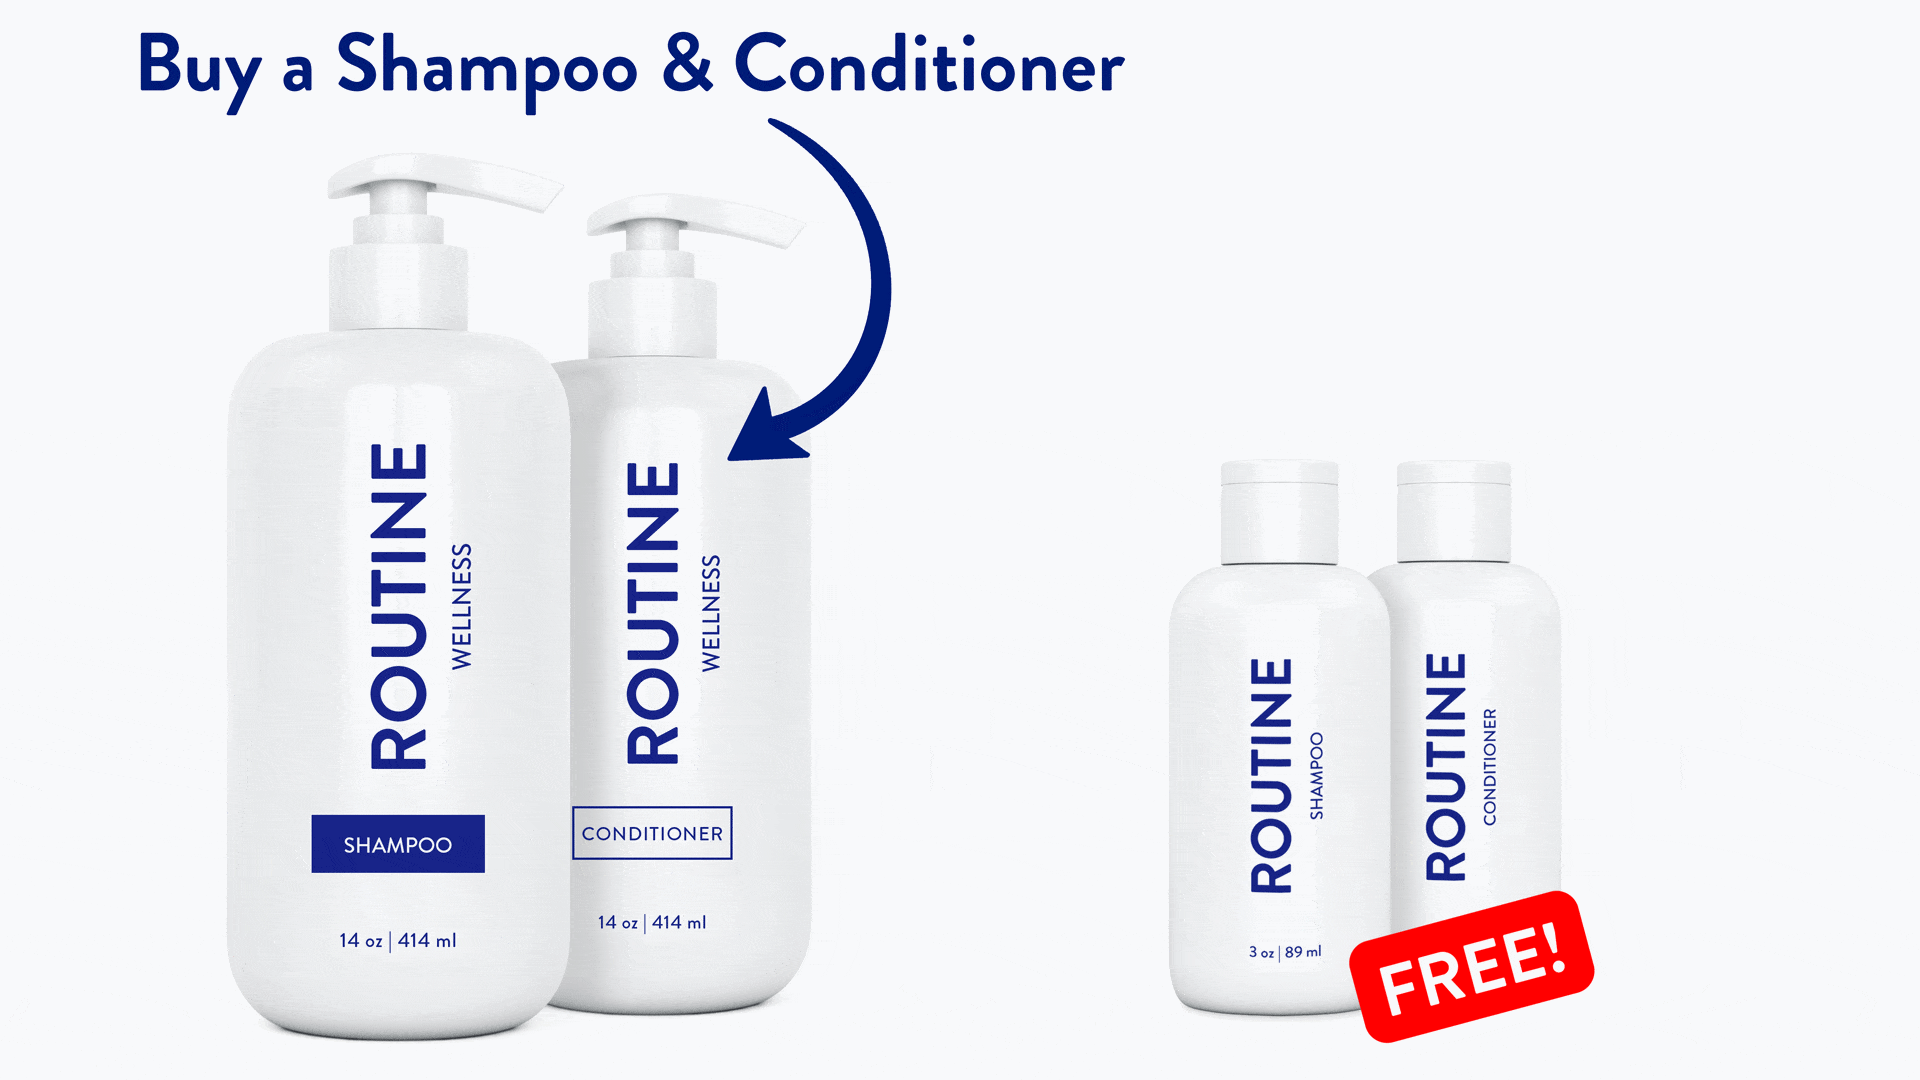 Buy a Shampoo & Conditioner
ROUTINE
WELLNESS
SHAMPOO
14 oz | 414 ml
ROUTINE
WELLNESS
CONDITIONER
14 oz | 414 ml
ROUTINE
SHAMPOO
3 oz | 89 ml
ROUTINE
CONDITIONER
FREE!